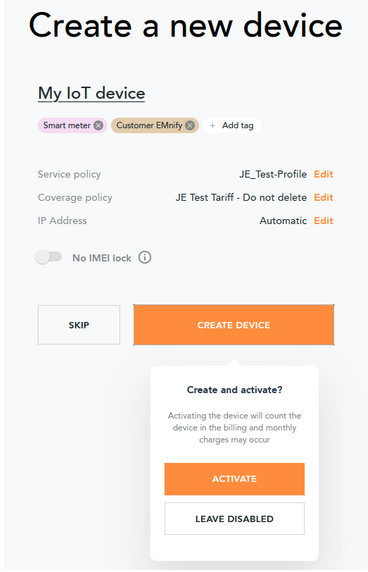 Create a new device
My IoT device
Smart meter Customer EMnify + Add tag
Service policy JE_Test-Profile Edit
Coverage policy JE Test Tariff - Do not delete Edit
IP Address Automatic Edit
No IMEI lock
SKIP CREATE DEVICE
Create and activate?
Activating the device will count the
device in the billing and monthly
charges may occur
ACTIVATE
LEAVE DISABLED